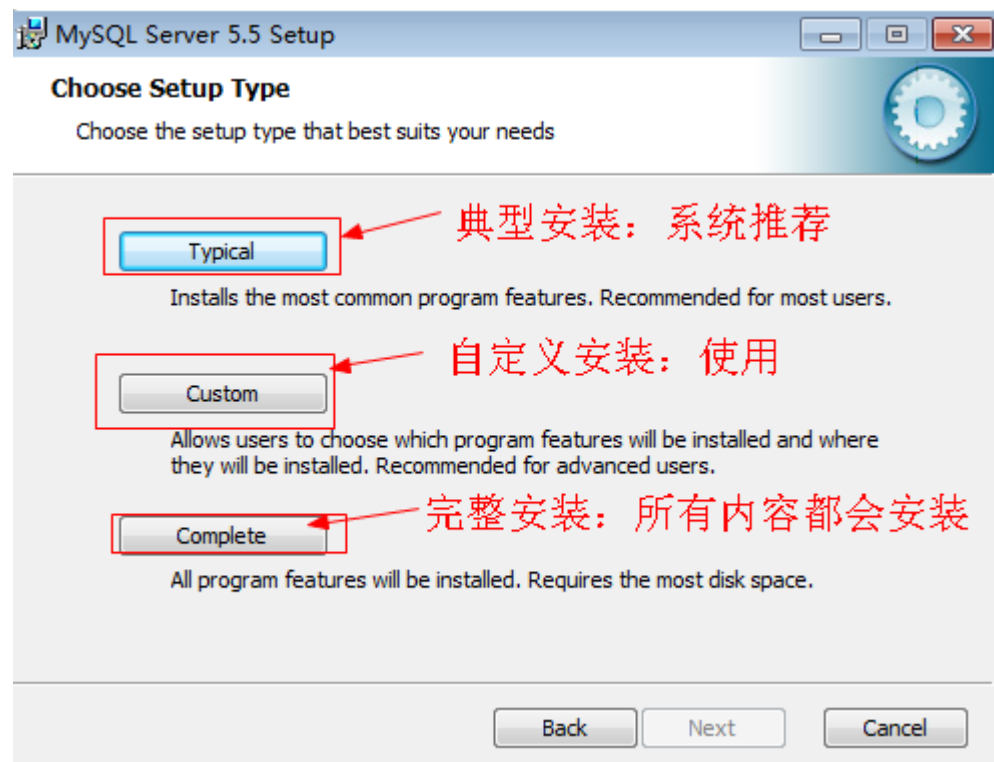 MySQL Server 5.5 Setup
Choose Setup Type
Choose the setup type that best suits your needs
典型安装：系统推荐
Typical
Installs the most common program features. Recommended for most users.
自定义安装：使用
Custom
Allows users to choose which program features will be installed and where
they will be installed. Recommended for advanced users.
完整安装：所有内容都会安装
Complete
All program features will be installed. Requires the most disk space.
Back
Next
Cancel